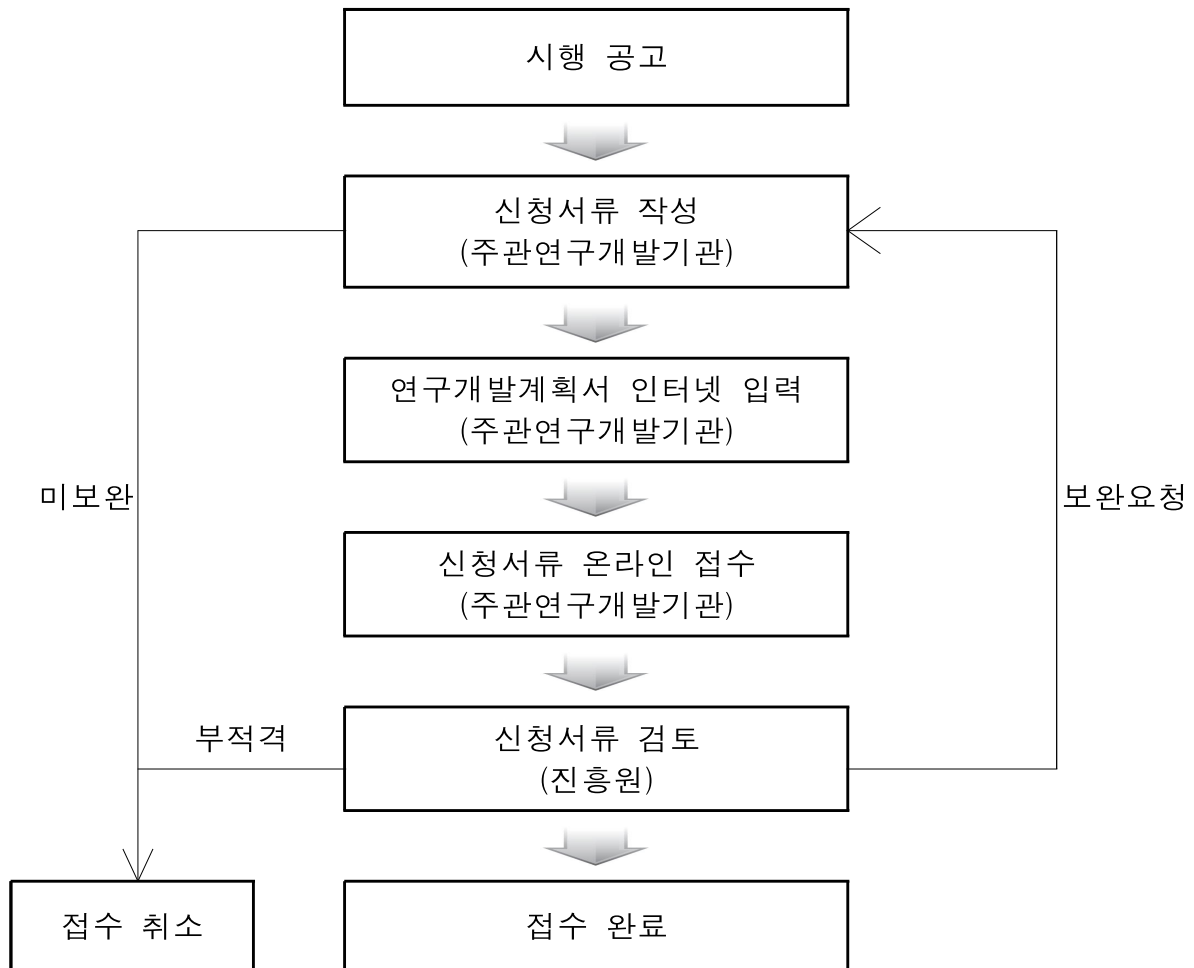 시행 공고
신청서류 작성
(주관연구개발기관)
연구개발계획서 인터넷 입력
(주관연구개발기관)
미보완
보완요청
신청서류 온라인 접수
(주관연구개발기관)
부적격
신청서류 검토
(진흥원)
접수 취소
접수 완료